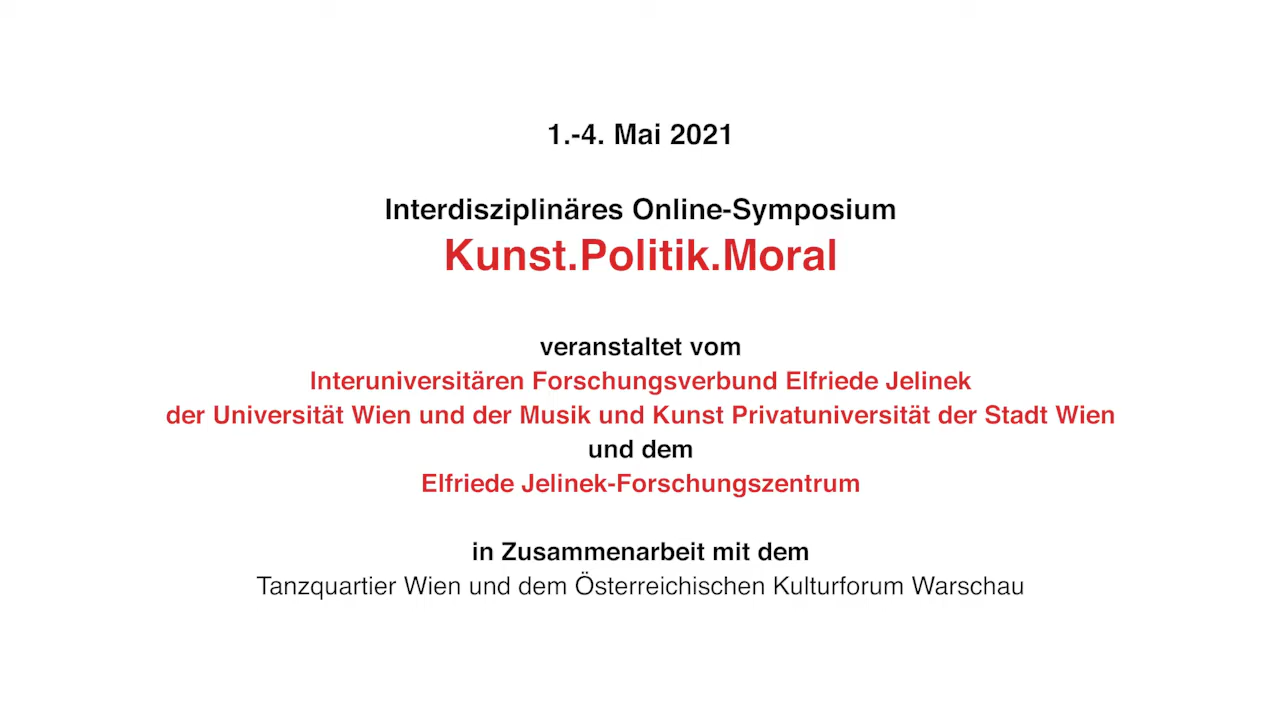 1.-4. Mai 2021
Interdisziplinäres Online-Symposium
Kunst.Politik.Moral
veranstaltet vom
Interuniversitären Forschungsverbund Elfriede Jelinek
der Universität Wien und der Musik und Kunst Privatuniversität der Stadt Wien
und dem
Elfriede Jelinek-Forschungszentrum
in Zusammenarbeit mit dem
Tanzquartier Wien und dem Österreichischen Kulturforum Warschau